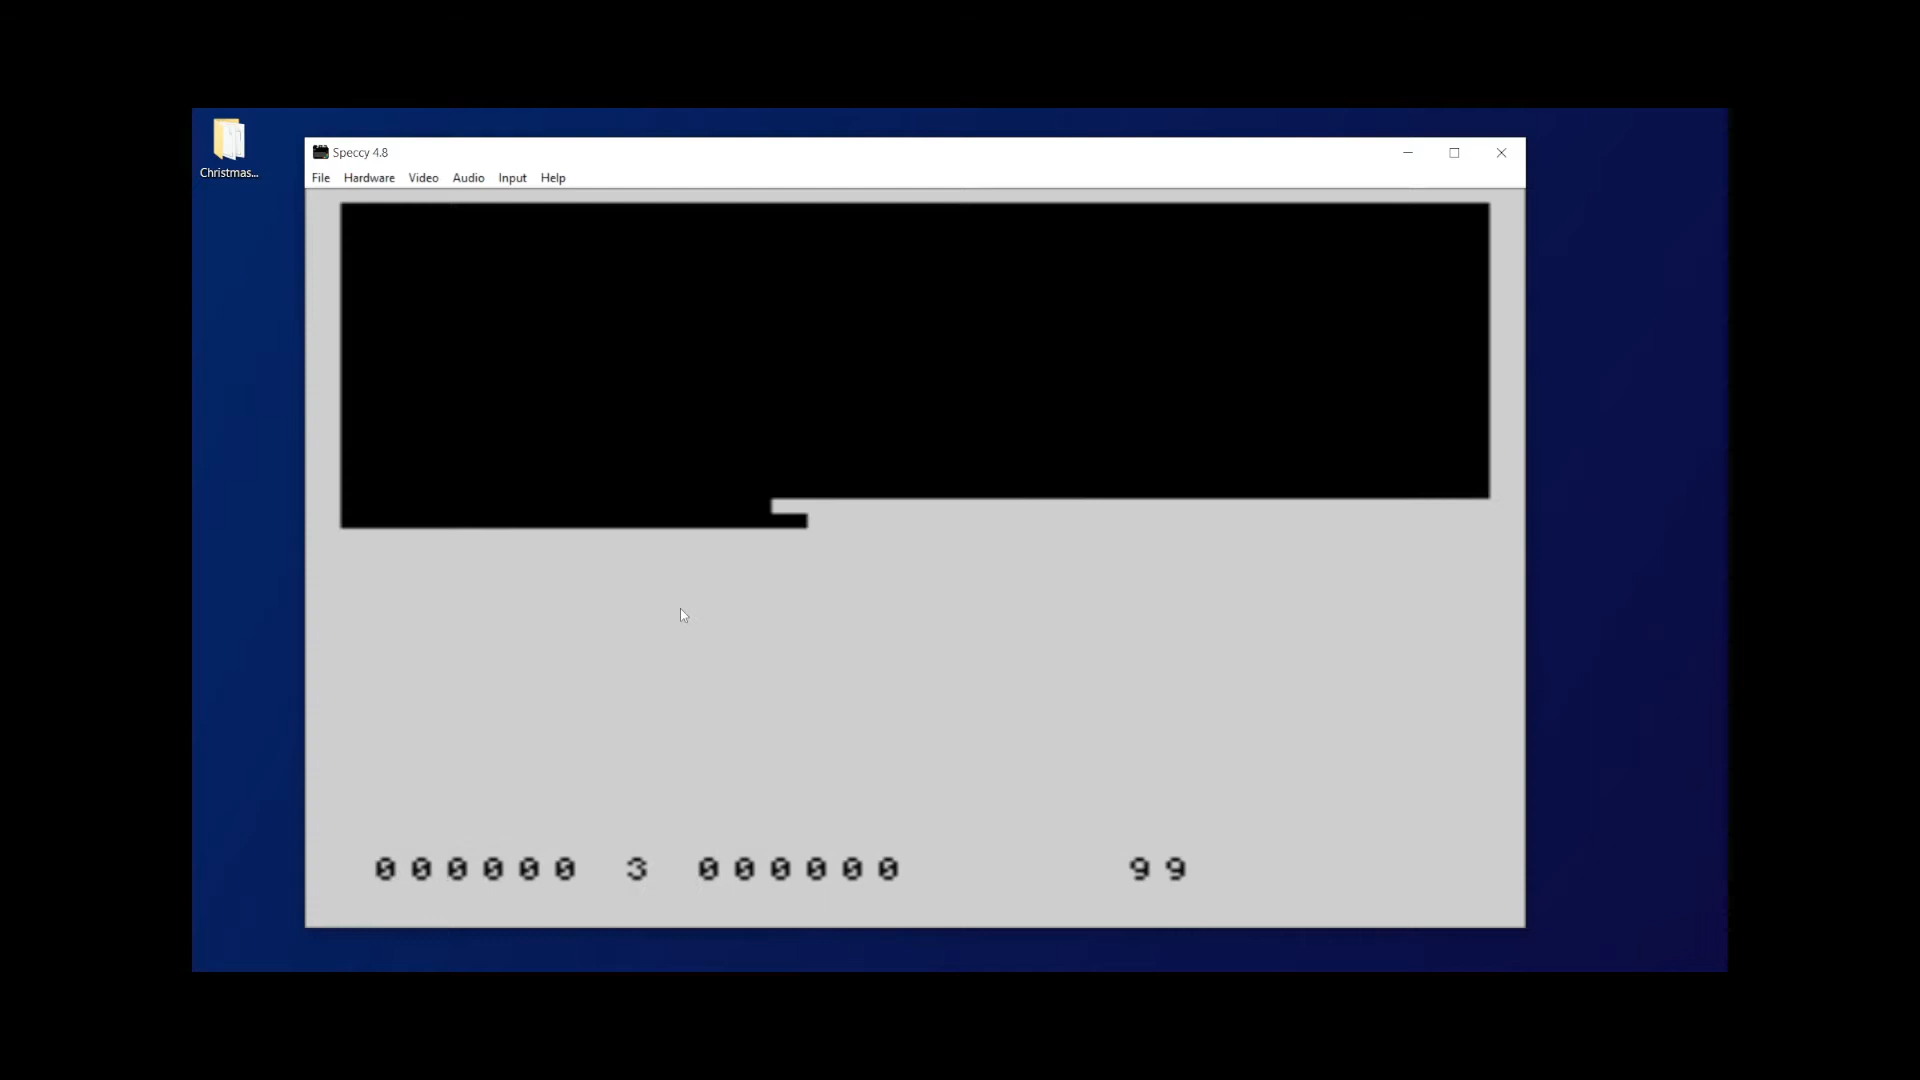 Christmas...
Speccy 4.8
File Hardware Video Audio Input Help
000000 3 000000 99